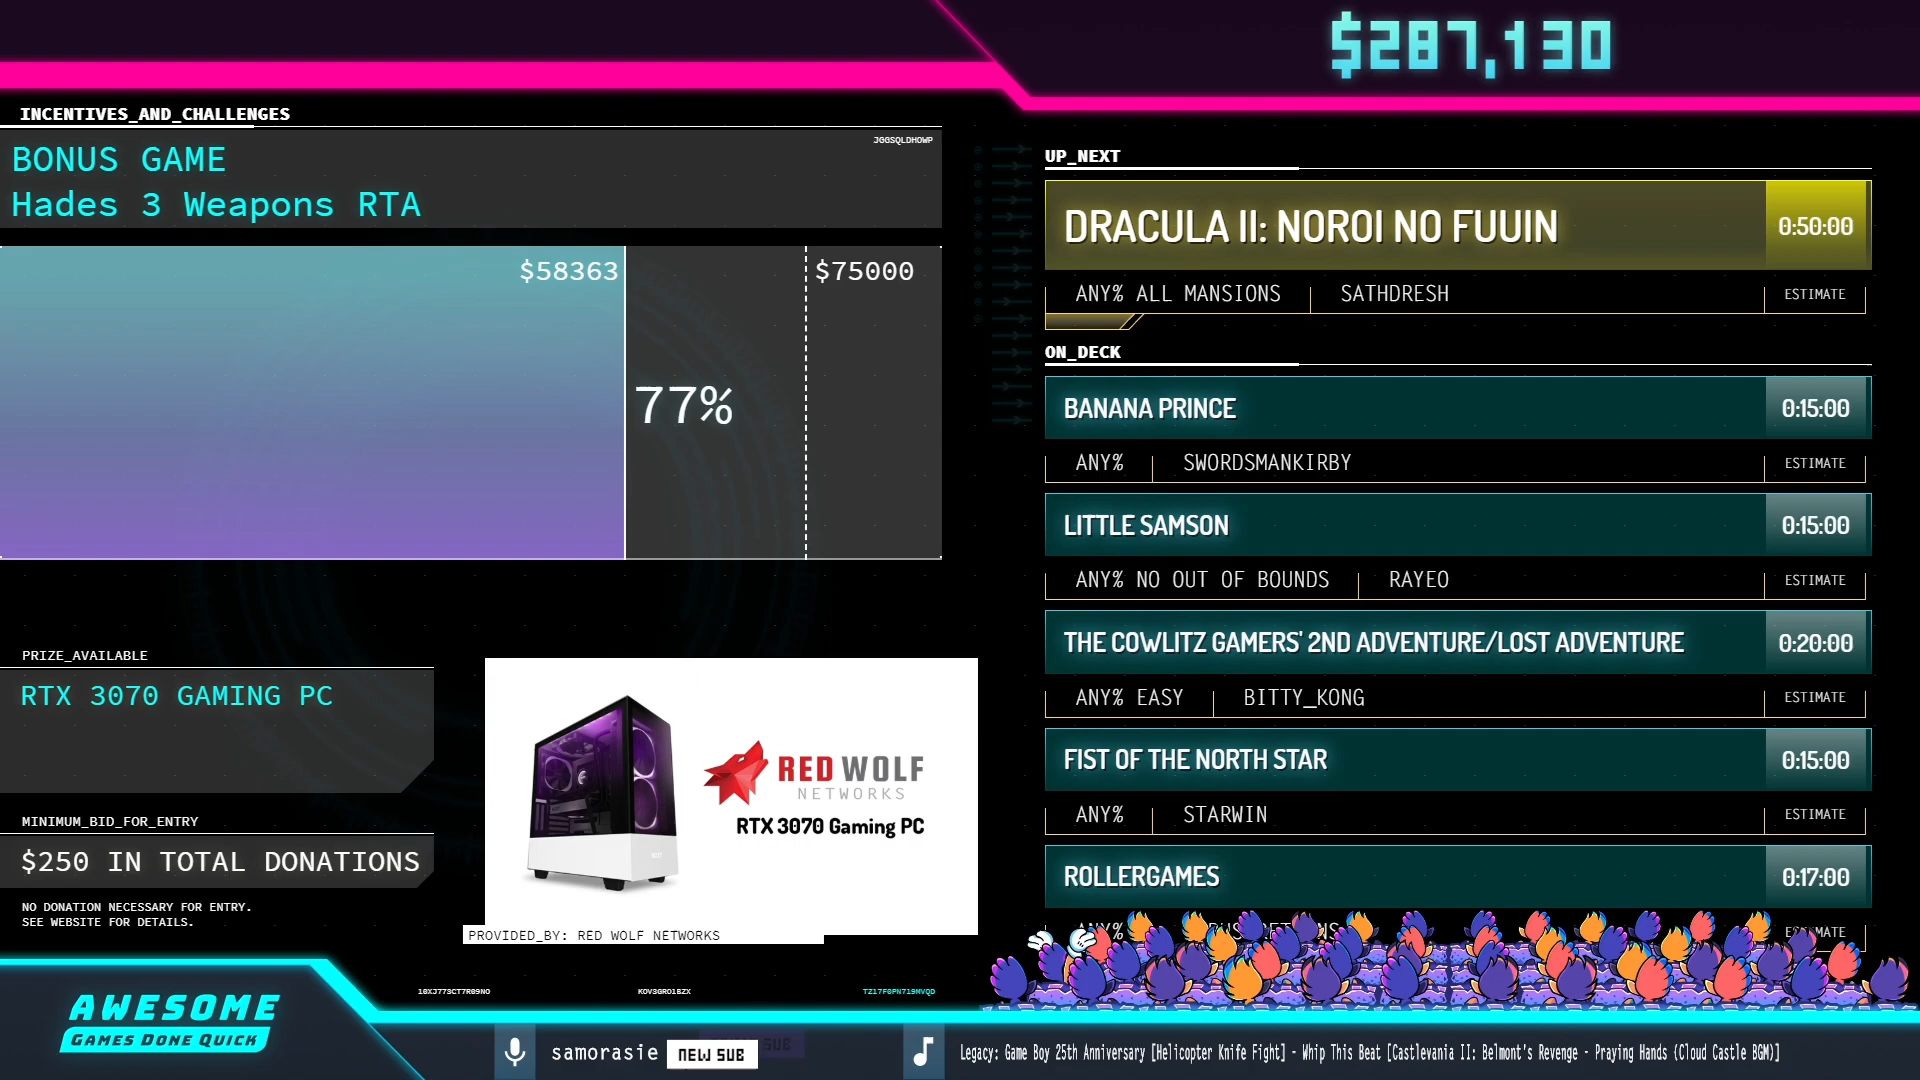 $287,130
INCENTIVES_AND_CHALLENGES
JGGSQLDHOWP
BONUS GAME
Hades 3 Weapons RTA
$58363
$75000
77%
PRIZE_AVAILABLE
RTX 3070 GAMING PC
MINIMUM_BID_FOR_ENTRY
$250 IN TOTAL DONATIONS
NO DONATION NECESSARY FOR ENTRY.
SEE WEBSITE FOR DETAILS.
RED WOLF
NETWORKS
RTX 3070 Gaming PC
PROVIDED_BY: RED WOLF NETWORKS
UP_NEXT
DRACULA II: NOROI NO FUUIN
0:50:00
ANY% ALL MANSIONS
SATHDRESH
ESTIMATE
ON_DECK
BANANA PRINCE
0:15:00
ANY%
SWORDSMANKIRBY
ESTIMATE
LITTLE SAMSON
0:15:00
ANY% NO OUT OF BOUNDS
RAYEO
ESTIMATE
THE COWLITZ GAMERS' 2ND ADVENTURE/LOST ADVENTURE
0:20:00
ANY% EASY
BITTY_KONG
ESTIMATE
FIST OF THE NORTH STAR
0:15:00
ANY%
STARWIN
ESTIMATE
ROLLERGAMES
0:17:00
ANY%
AWESOME
GAMES DONE QUICK
samorasie NEW SUB
Legacy: Game Boy 25th Anniversary [Helicopter Knife Fight] - Whip This Beat [Castlevania II: Belmont's Revenge - Praying Hands (Cloud Castle BGM)]